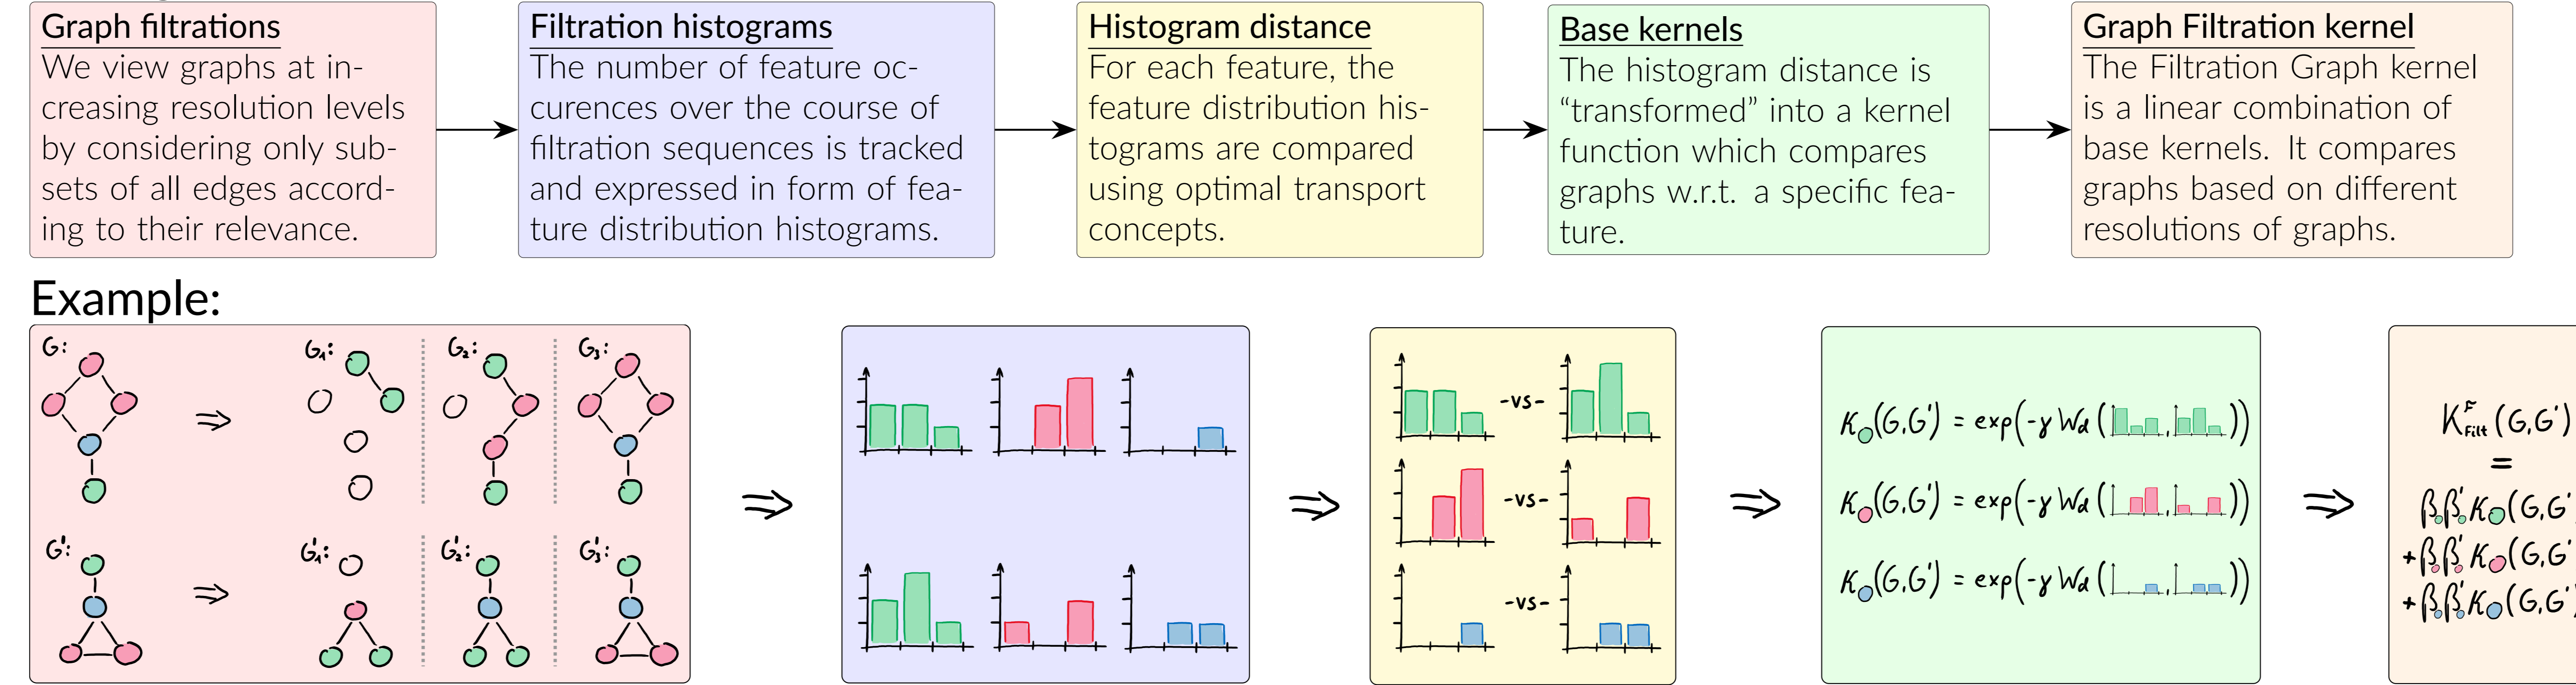 Graph filtrations
We view graphs at in-
creasing resolution levels
by considering only sub-
sets of all edges accord-
ing to their relevance.
Filtration histograms
The number of feature oc-
curences over the course of
filtration sequences is tracked
and expressed in form of fea-
ture distribution histograms.
Histogram distance
For each feature, the
feature distribution his-
tograms are compared
using optimal transport
concepts.
Base kernels
The histogram distance is
“transformed” into a kernel
function which compares
graphs w.r.t. a specific fea-
ture.
Graph Filtration kernel
The Filtration Graph kernel
is a linear combination of
base kernels. It compares
graphs based on different
resolutions of graphs.
Example:
G:
G₁:
G₂:
G₃:
G':
G'₁:
G'₂:
G'₃:
-vs-
-vs-
-vs-
K(G,G') = exp(-γ Wd( , ))
K(G,G') = exp(-γ Wd( , ))
K(G,G') = exp(-γ Wd( , ))
K^F_Filt (G,G')
=
β β' K (G,G'
+β β' K (G,G'
+β β' K (G,G')